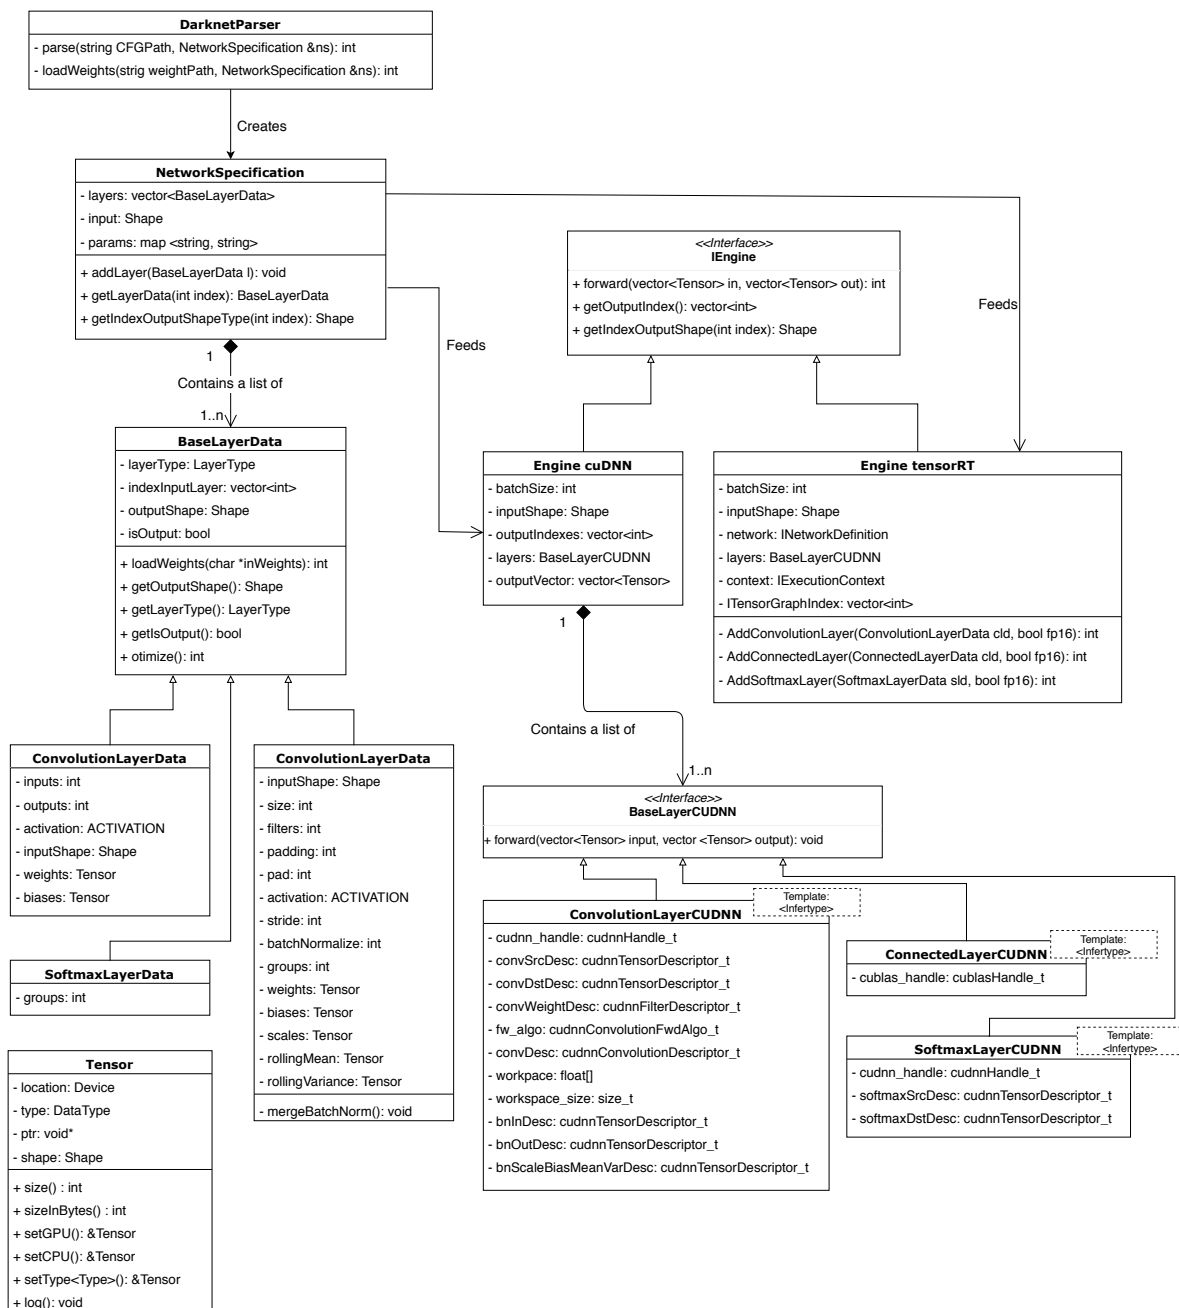 DarknetParser
- parse(string CFGPath, NetworkSpecification &ns): int
- loadWeights(strig weightPath, NetworkSpecification &ns): int
Creates
NetworkSpecification
- layers: vector<BaseLayerData>
- input: Shape
- params: map <string, string>
+ addLayer(BaseLayerData l): void
+ getLayerData(int index): BaseLayerData
+ getIndexOutputShapeType(int index): Shape
<<Interface>>
IEngine
+ forward(vector<Tensor> in, vector<Tensor> out): int
+ getOutputIndex(): vector<int>
+ getIndexOutputShape(int index): Shape
Feeds
Feeds
1
Contains a list of
1..n
BaseLayerData
- layerType: LayerType
- indexInputLayer: vector<int>
- outputShape: Shape
- isOutput: bool
+ loadWeights(char *inWeights): int
+ getOutputShape(): Shape
+ getLayerType(): LayerType
+ getIsOutput(): bool
+ otimize(): int
Engine cuDNN
- batchSize: int
- inputShape: Shape
- outputIndexes: vector<int>
- layers: BaseLayerCUDNN
- outputVector: vector<Tensor>
Engine tensorRT
- batchSize: int
- inputShape: Shape
- network: INetworkDefinition
- layers: BaseLayerCUDNN
- context: IExecutionContext
- ITensorGraphIndex: vector<int>
- AddConvolutionLayer(ConvolutionLayerData cld, bool fp16): int
- AddConnectedLayer(ConnectedLayerData cld, bool fp16): int
- AddSoftmaxLayer(SoftmaxLayerData sld, bool fp16): int
1
Contains a list of
1..n
ConvolutionLayerData
- inputs: int
- outputs: int
- activation: ACTIVATION
- inputShape: Shape
- weights: Tensor
- biases: Tensor
ConvolutionLayerData
- inputShape: Shape
- size: int
- filters: int
- padding: int
- pad: int
- activation: ACTIVATION
- stride: int
- batchNormalize: int
- groups: int
- weights: Tensor
- biases: Tensor
- scales: Tensor
- rollingMean: Tensor
- rollingVariance: Tensor
- mergeBatchNorm(): void
<<Interface>>
BaseLayerCUDNN
+ forward(vector<Tensor> input, vector <Tensor> output): void
Template:
<Infertype>
ConvolutionLayerCUDNN
- cudnn_handle: cudnnHandle_t
- convSrcDesc: cudnnTensorDescriptor_t
- convDstDesc: cudnnTensorDescriptor_t
- convWeightDesc: cudnnFilterDescriptor_t
- fw_algo: cudnnConvolutionFwdAlgo_t
- convDesc: cudnnConvolutionDescriptor_t
- workpace: float[]
- workspace_size: size_t
- bnInDesc: cudnnTensorDescriptor_t
- bnOutDesc: cudnnTensorDescriptor_t
- bnScaleBiasMeanVarDesc: cudnnTensorDescriptor_t
Template:
<Infertype>
ConnectedLayerCUDNN
- cublas_handle: cublasHandle_t
Template:
<Infertype>
SoftmaxLayerCUDNN
- cudnn_handle: cudnnHandle_t
- softmaxSrcDesc: cudnnTensorDescriptor_t
- softmaxDstDesc: cudnnTensorDescriptor_t
SoftmaxLayerData
- groups: int
Tensor
- location: Device
- type: DataType
- ptr: void*
- shape: Shape
+ size() : int
+ sizeInBytes() : int
+ setGPU(): &Tensor
+ setCPU(): &Tensor
+ setType<Type>(): &Tensor
+ log(): void